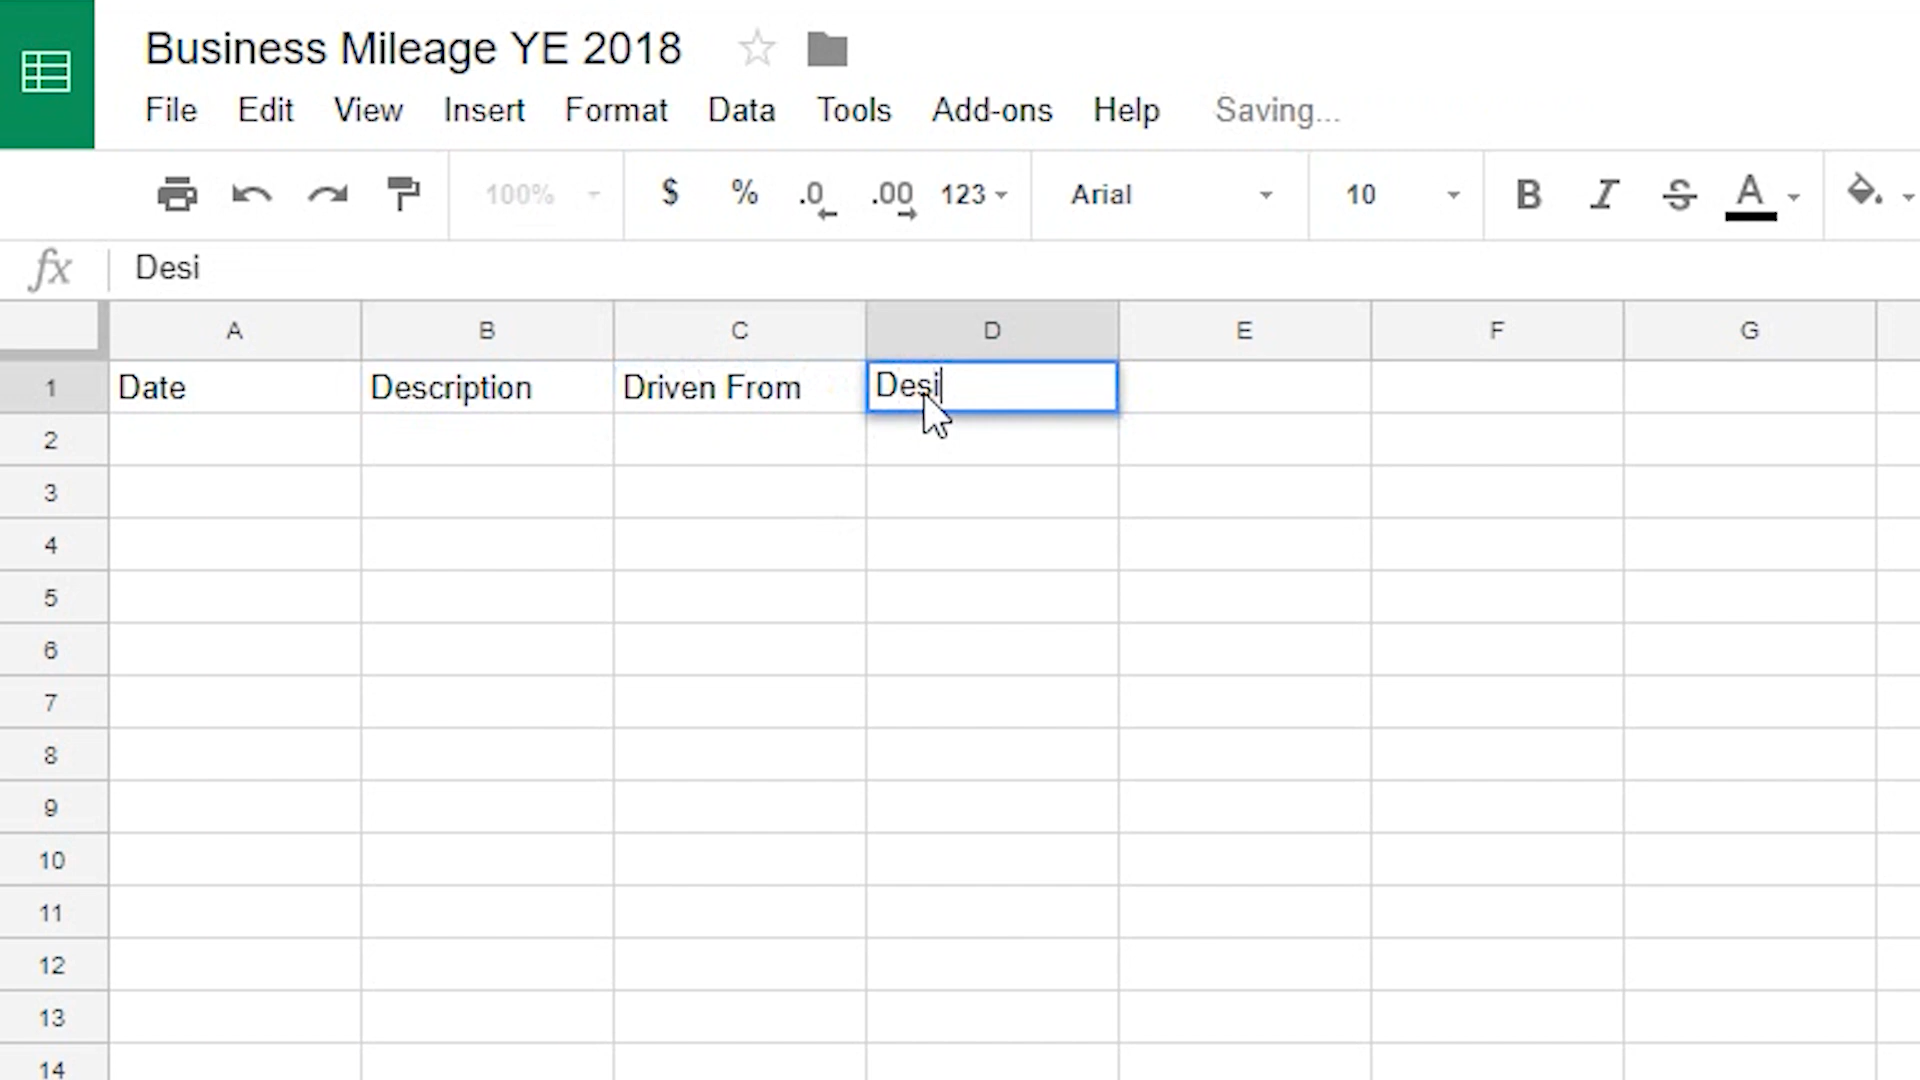 Business Mileage YE 2018
File Edit View Insert Format Data Tools Add-ons Help Saving...
100% $ % .0 .00 123 Arial 10 B I S A
fx Desi
A B C D E F G
1 Date Description Driven From Desi
2
3
4
5
6
7
8
9
10
11
12
13
14